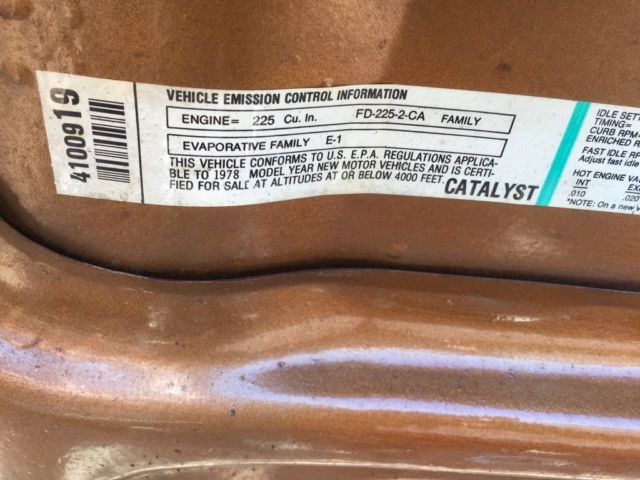 4100919
VEHICLE EMISSION CONTROL INFORMATION
ENGINE= 225 Cu. In. FD-225-2-CA FAMILY
EVAPORATIVE FAMILY E-1
THIS VEHICLE CONFORMS TO U.S. E.P.A. REGULATIONS APPLICA-
BLE TO 1978 MODEL YEAR NEW MOTOR VEHICLES AND IS CERTI-
FIED FOR SALE AT ALTITUDES AT OR BELOW 4000 FEET.
CATALYST
IDLE SETT
TIMING=
CURB RPM=
ENRICHED R
FAST IDLE RP
Adjust fast idle
HOT ENGINE VA
INT EX
.010 .020
*NOTE: On a new v